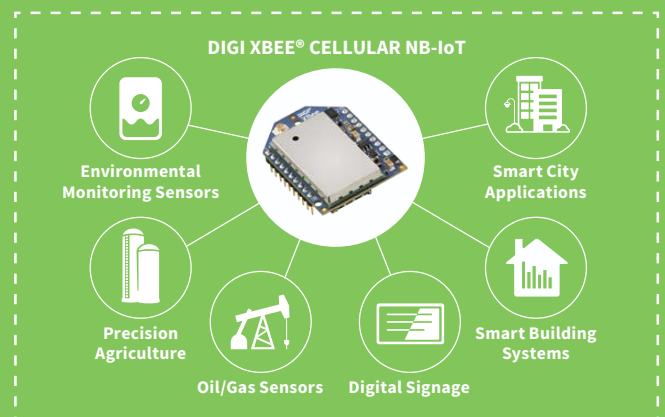 DIGI XBEE® CELLULAR NB-IoT
Environmental
Monitoring Sensors
Smart City
Applications
Precision
Agriculture
Smart Building
Systems
Oil/Gas Sensors
Digital Signage